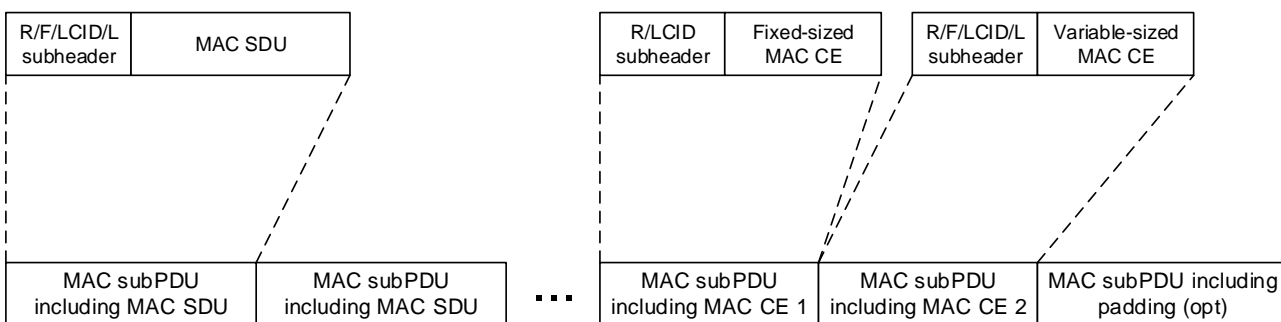 R/F/LCID/L
subheader
MAC SDU
R/LCID
subheader
Fixed-sized
MAC CE
R/F/LCID/L
subheader
Variable-sized
MAC CE
MAC subPDU
including MAC SDU
MAC subPDU
including MAC SDU
...
MAC subPDU
including MAC CE 1
MAC subPDU
including MAC CE 2
MAC subPDU including
padding (opt)